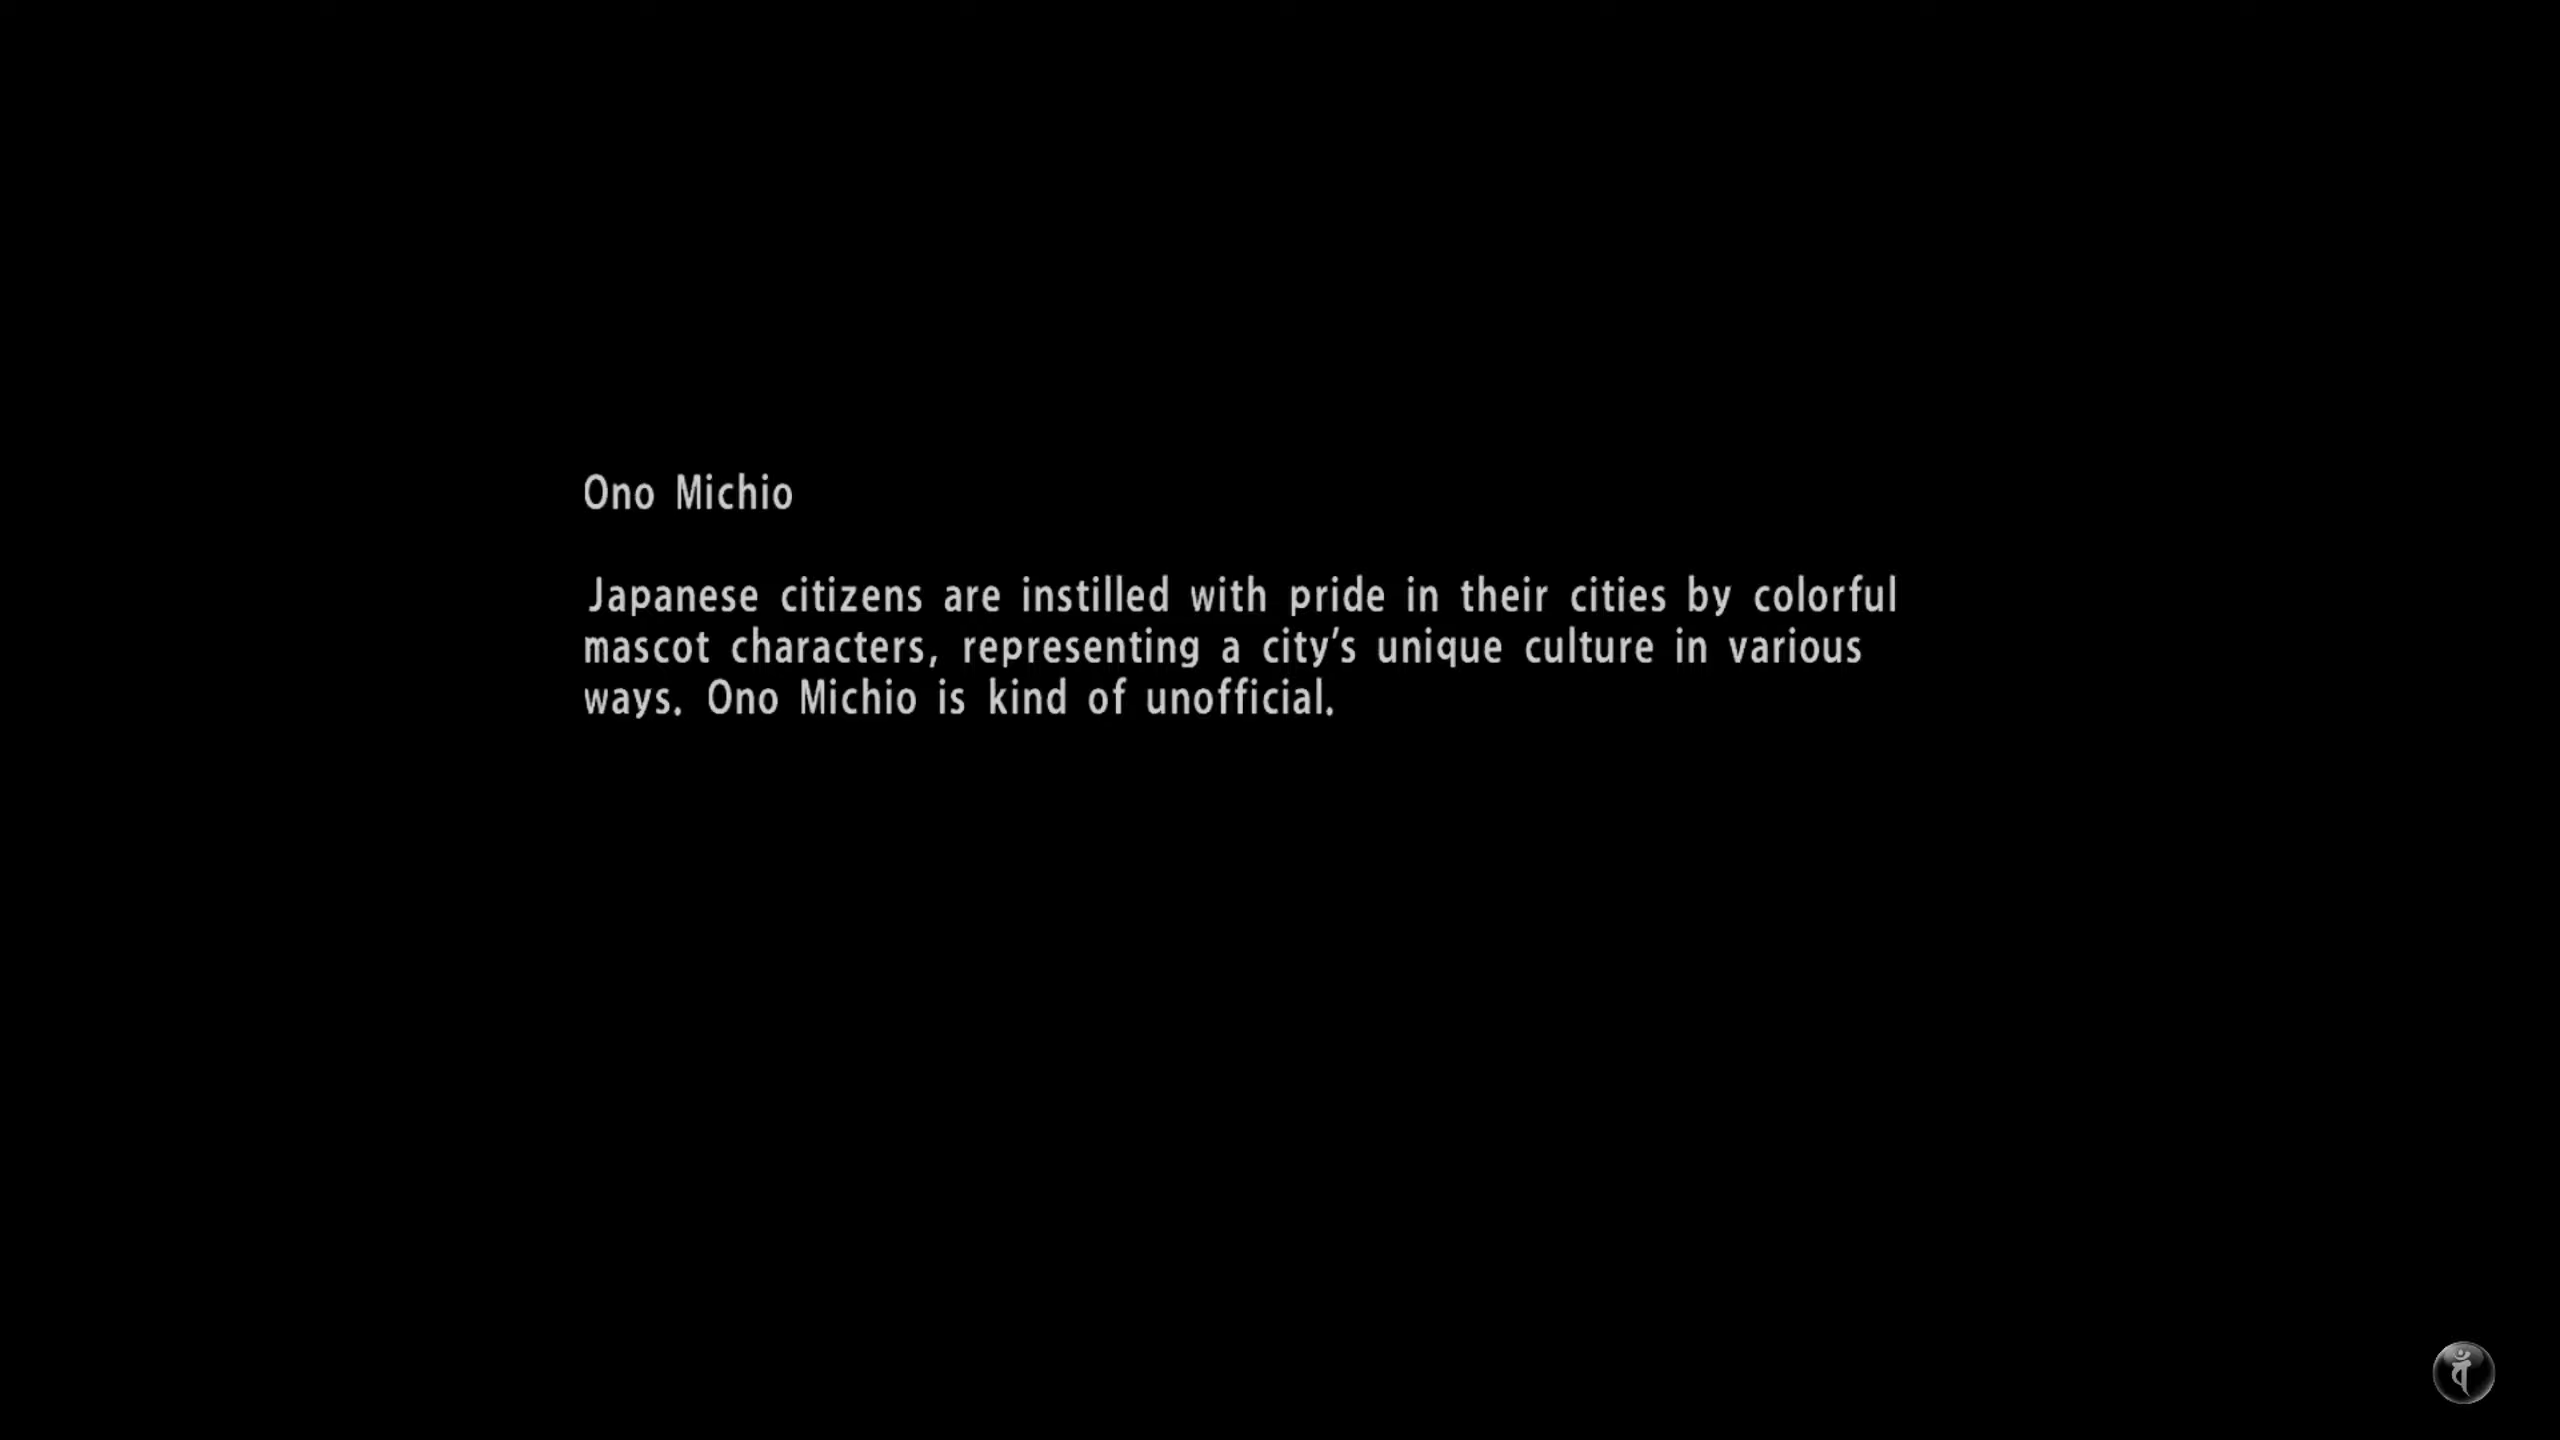 Ono Michio
Japanese citizens are instilled with pride in their cities by colorful
mascot characters, representing a city's unique culture in various
ways. Ono Michio is kind of unofficial.